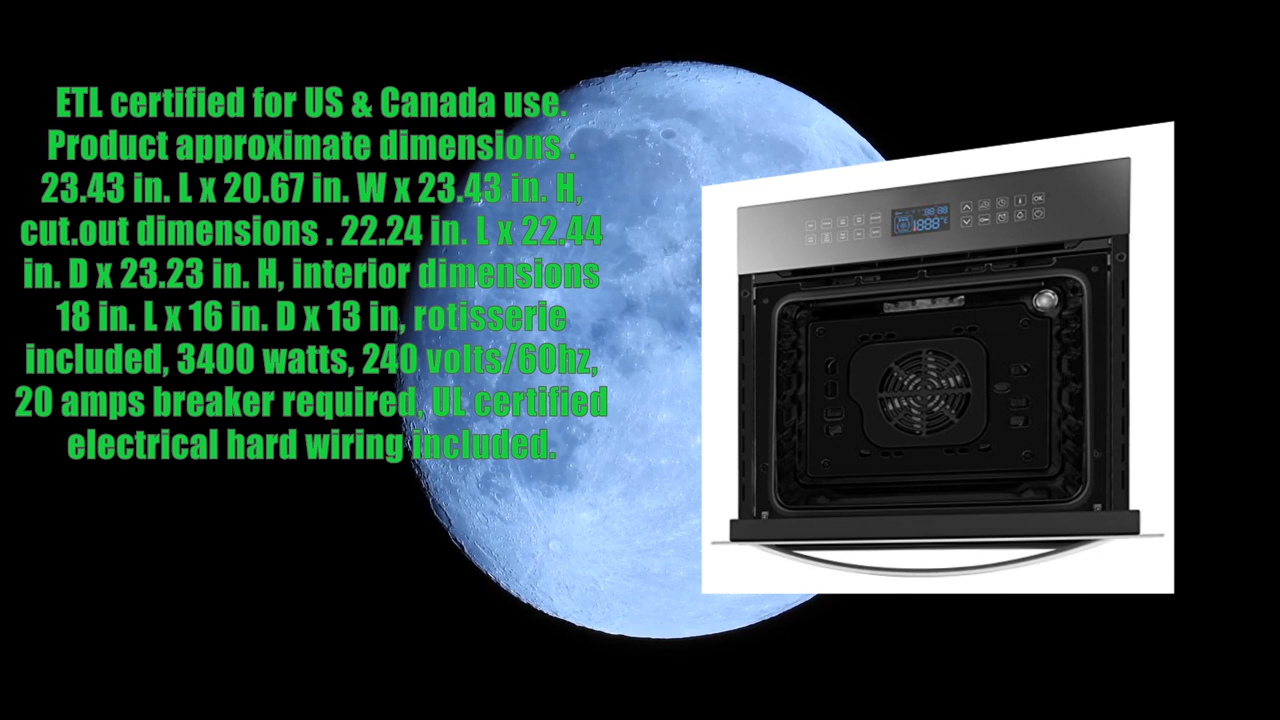 ETL certified for US & Canada use.
Product approximate dimensions .
23.43 in. L x 20.67 in. W x 23.43 in. H,
cut.out dimensions . 22.24 in. L x 22.44
in. D x 23.23 in. H, interior dimensions
18 in. L x 16 in. D x 13 in, rotisserie
included, 3400 watts, 240 volts/60hz,
20 amps breaker required, UL certified
electrical hard wiring included.
OK